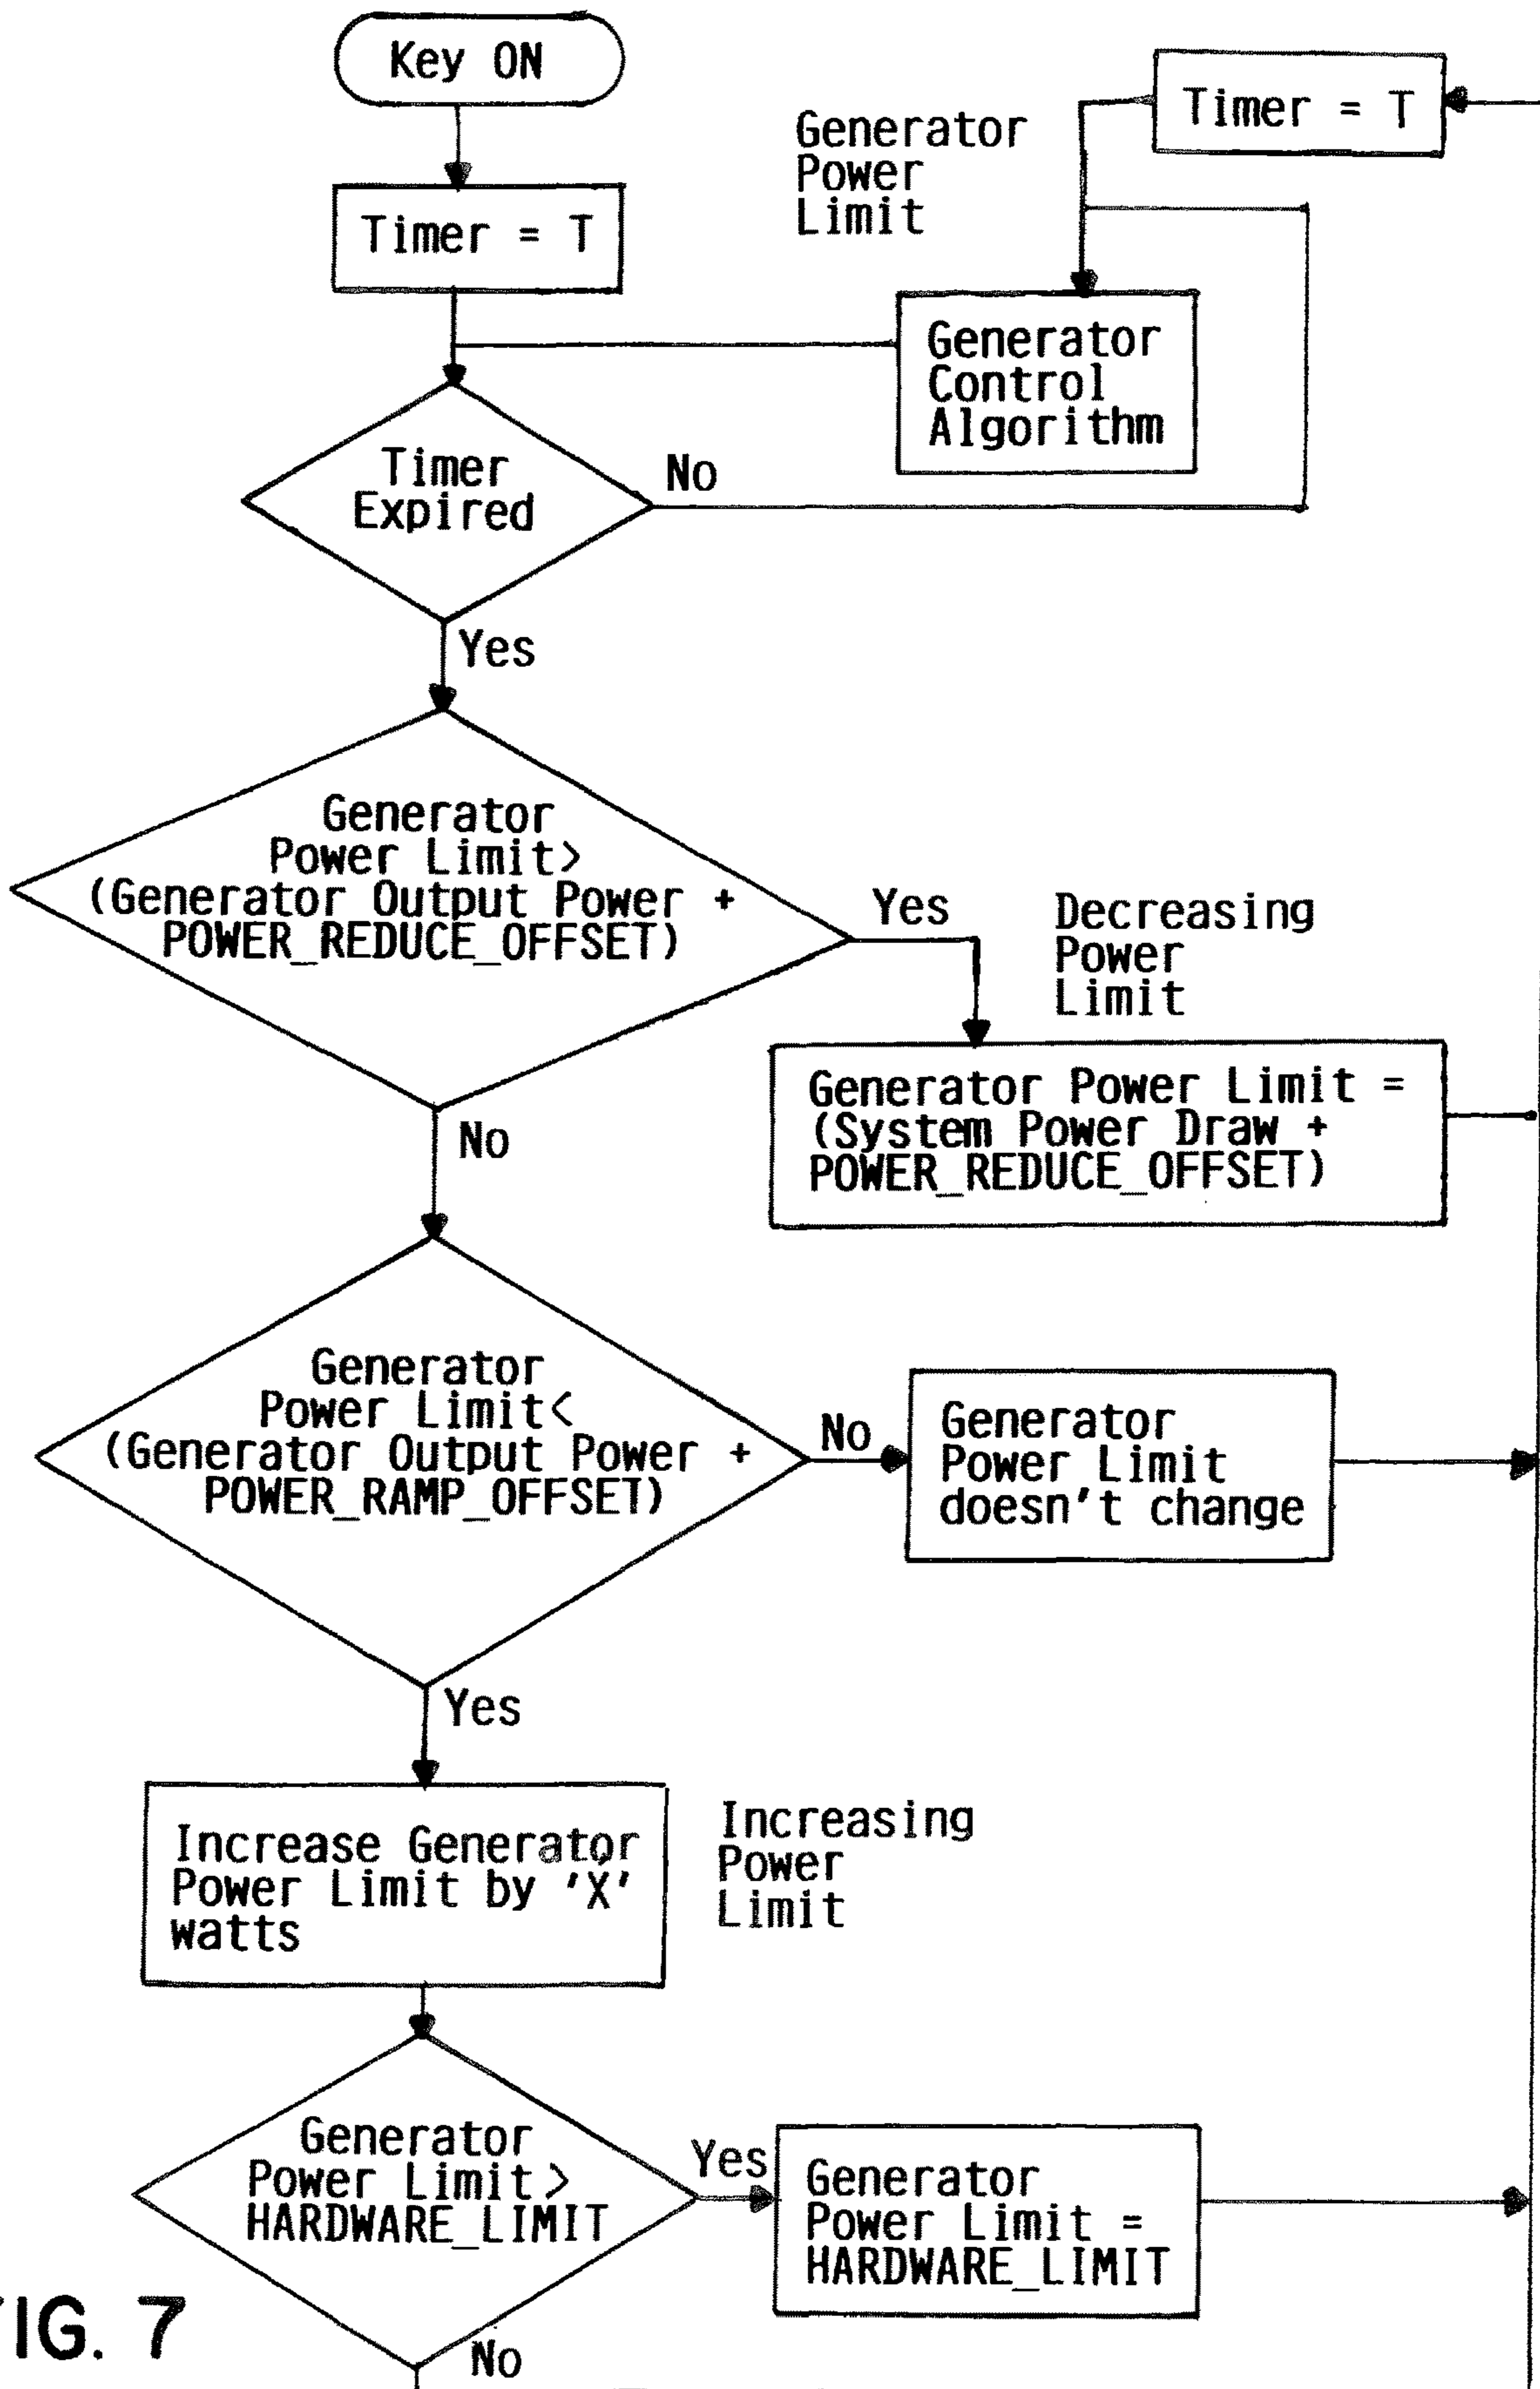 Key ON
Timer = T
Generator
Power
Limit
Timer = T
Generator
Control
Algorithm
Timer
Expired
No
Yes
Generator
Power Limit>
(Generator Output Power +
POWER_REDUCE_OFFSET)
Yes
Decreasing
Power
Limit
Generator Power Limit =
(System Power Draw +
POWER_REDUCE_OFFSET)
No
Generator
Power Limit<
(Generator Output Power +
POWER_RAMP_OFFSET)
No
Generator
Power Limit
doesn't change
Yes
Increase Generator
Power Limit by 'X'
watts
Increasing
Power
Limit
Generator
Power Limit>
HARDWARE_LIMIT
Yes
Generator
Power Limit =
HARDWARE_LIMIT
No
IG. 7